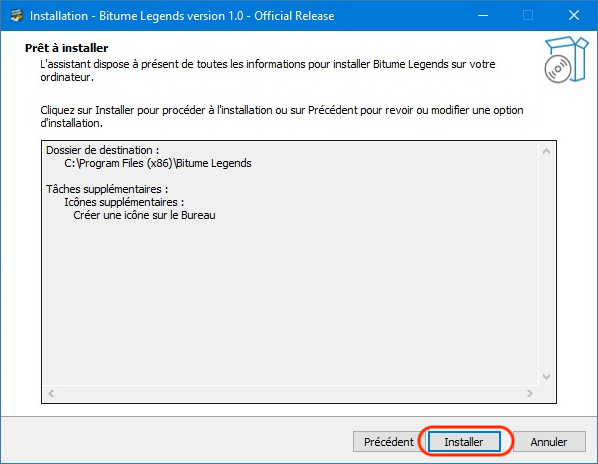 Installation - Bitume Legends version 1.0 - Official Release
Prêt à installer
L'assistant dispose à présent de toutes les informations pour installer Bitume Legends sur votre
ordinateur.
Cliquez sur Installer pour procéder à l'installation ou sur Précédent pour revoir ou modifier une option
d'installation.
Dossier de destination :
C:\Program Files (x86)\Bitume Legends
Tâches supplémentaires :
Icônes supplémentaires :
Créer une icône sur le Bureau
Précédent Installer Annuler